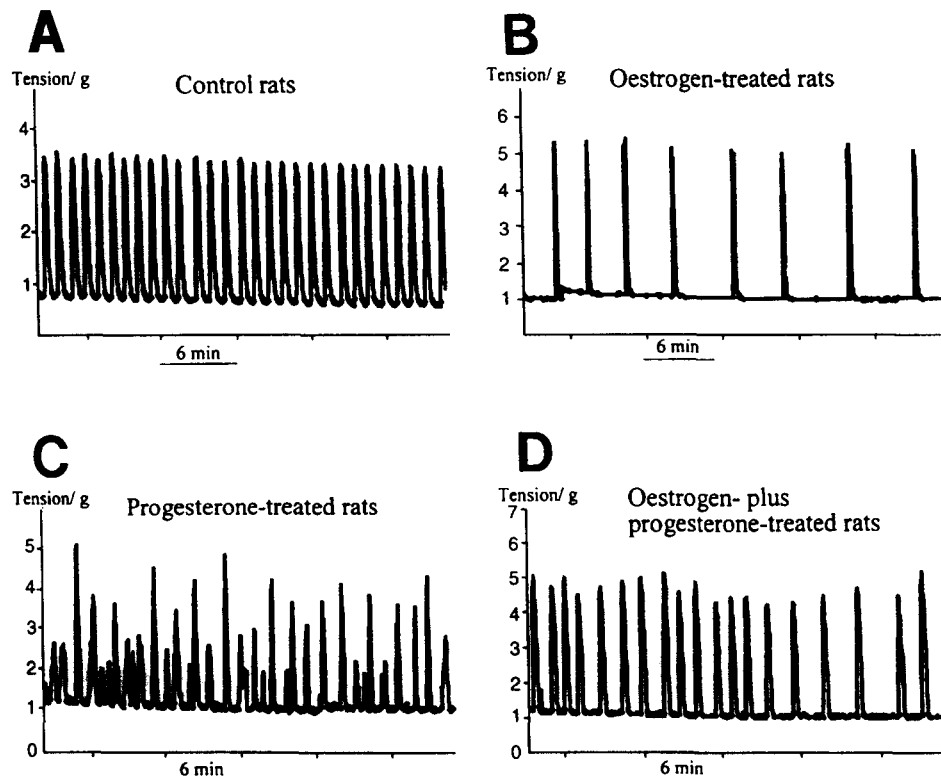 A
Tension/ g
Control rats
4
3
2
1
6 min
B
Tension/ g
Oestrogen-treated rats
6
5
4
3
2
1
6 min
C
Tension/ g
Progesterone-treated rats
5
4
3
2
1
0
6 min
D
Tension/ g
Oestrogen- plus
progesterone-treated rats
7
6
5
4
3
2
1
0
6 min